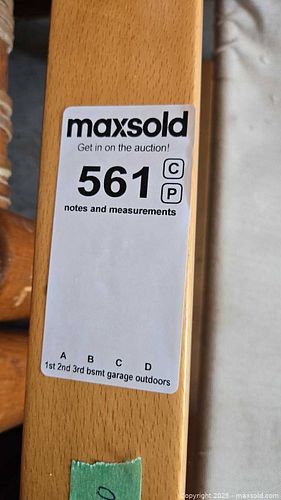 maxsold
Get in on the auction!
561
C
P
notes and measurements
A B C D
1st 2nd 3rd bsmt garage outdoors
Copyright 2025 - maxsold.com